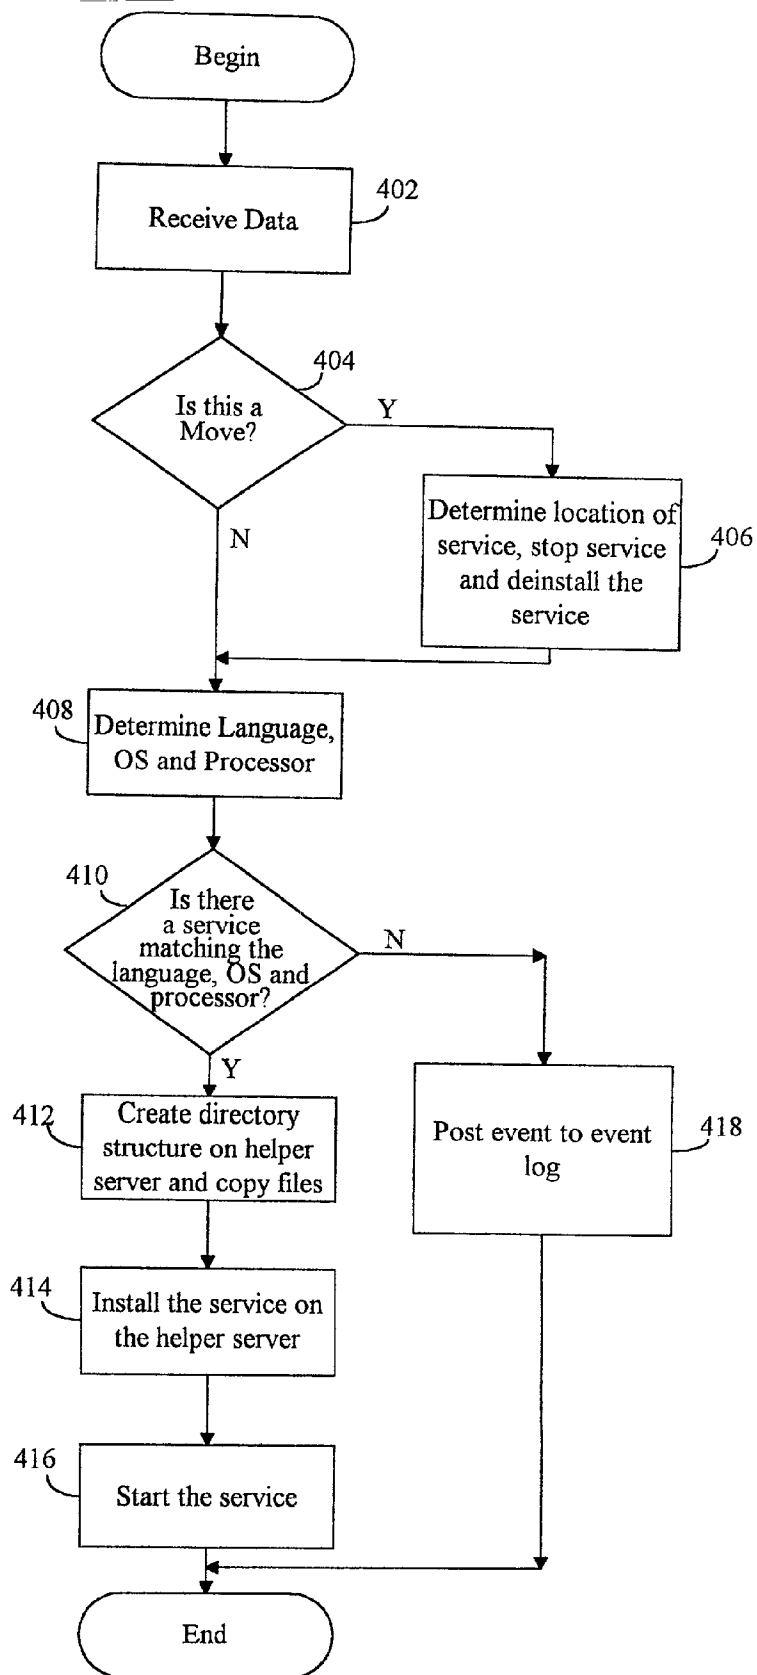 Begin
Receive Data
402
404
Is this a
Move?
Y
N
Determine location of
service, stop service
and deinstall the
service
406
408
Determine Language,
OS and Processor
410
Is there
a service
matching the
language, OS and
processor?
N
Y
412
Create directory
structure on helper
server and copy files
Post event to event
log
418
414
Install the service on
the helper server
416
Start the service
End